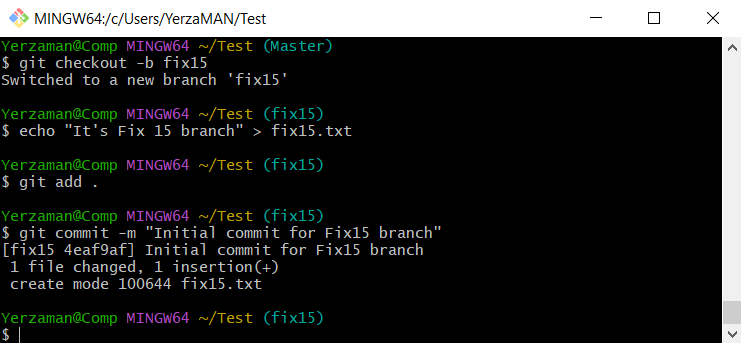 MINGW64:/c/Users/YerzaMAN/Test
Yerzaman@Comp MINGW64 ~/Test (Master)
$ git checkout -b fix15
Switched to a new branch 'fix15'
Yerzaman@Comp MINGW64 ~/Test (fix15)
$ echo "It's Fix 15 branch" > fix15.txt
Yerzaman@Comp MINGW64 ~/Test (fix15)
$ git add .
Yerzaman@Comp MINGW64 ~/Test (fix15)
$ git commit -m "Initial commit for Fix15 branch"
[fix15 4eaf9af] Initial commit for Fix15 branch
 1 file changed, 1 insertion(+)
 create mode 100644 fix15.txt
Yerzaman@Comp MINGW64 ~/Test (fix15)
$